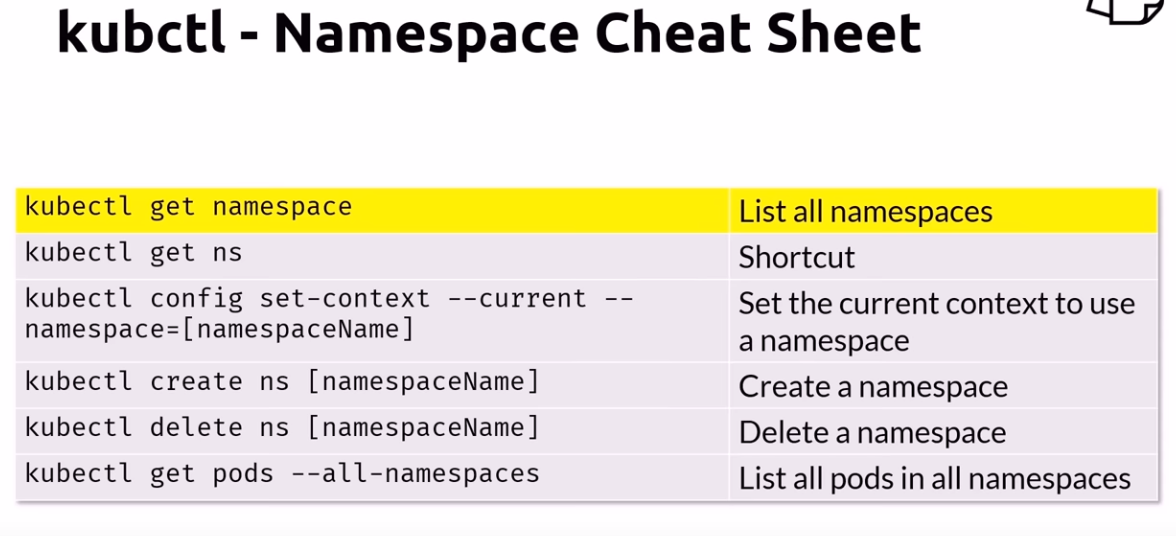 kubctl - Namespace Cheat Sheet
kubectl get namespace
List all namespaces
kubectl get ns
Shortcut
kubectl config set-context --current --
namespace=[namespaceName]
Set the current context to use
a namespace
kubectl create ns [namespaceName]
Create a namespace
kubectl delete ns [namespaceName]
Delete a namespace
kubectl get pods --all-namespaces
List all pods in all namespaces